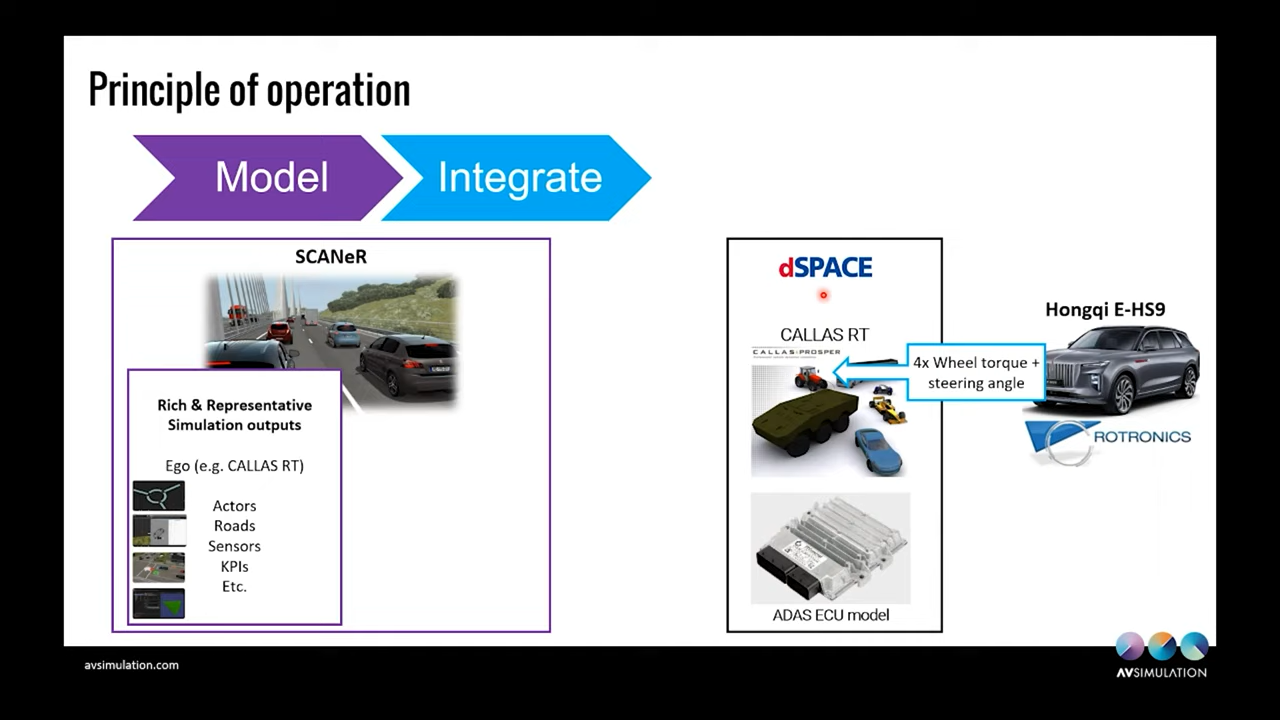 Principle of operation
Model
Integrate
SCANeR
Rich & Representative
Simulation outputs
Ego (e.g. CALLAS RT)
Actors
Roads
Sensors
KPIs
Etc.
dSPACE
CALLAS RT
CALLAS PROSPER
4x Wheel torque +
steering angle
ADAS ECU model
Hongqi E-HS9
ROTRONICS
avsimulation.com
AVSIMULATION